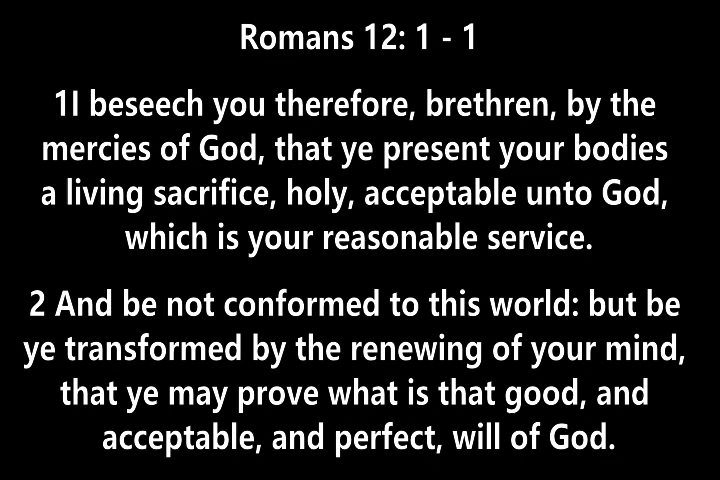 Romans 12: 1 - 1
1I beseech you therefore, brethren, by the
mercies of God, that ye present your bodies
a living sacrifice, holy, acceptable unto God,
which is your reasonable service.
2 And be not conformed to this world: but be
ye transformed by the renewing of your mind,
that ye may prove what is that good, and
acceptable, and perfect, will of God.